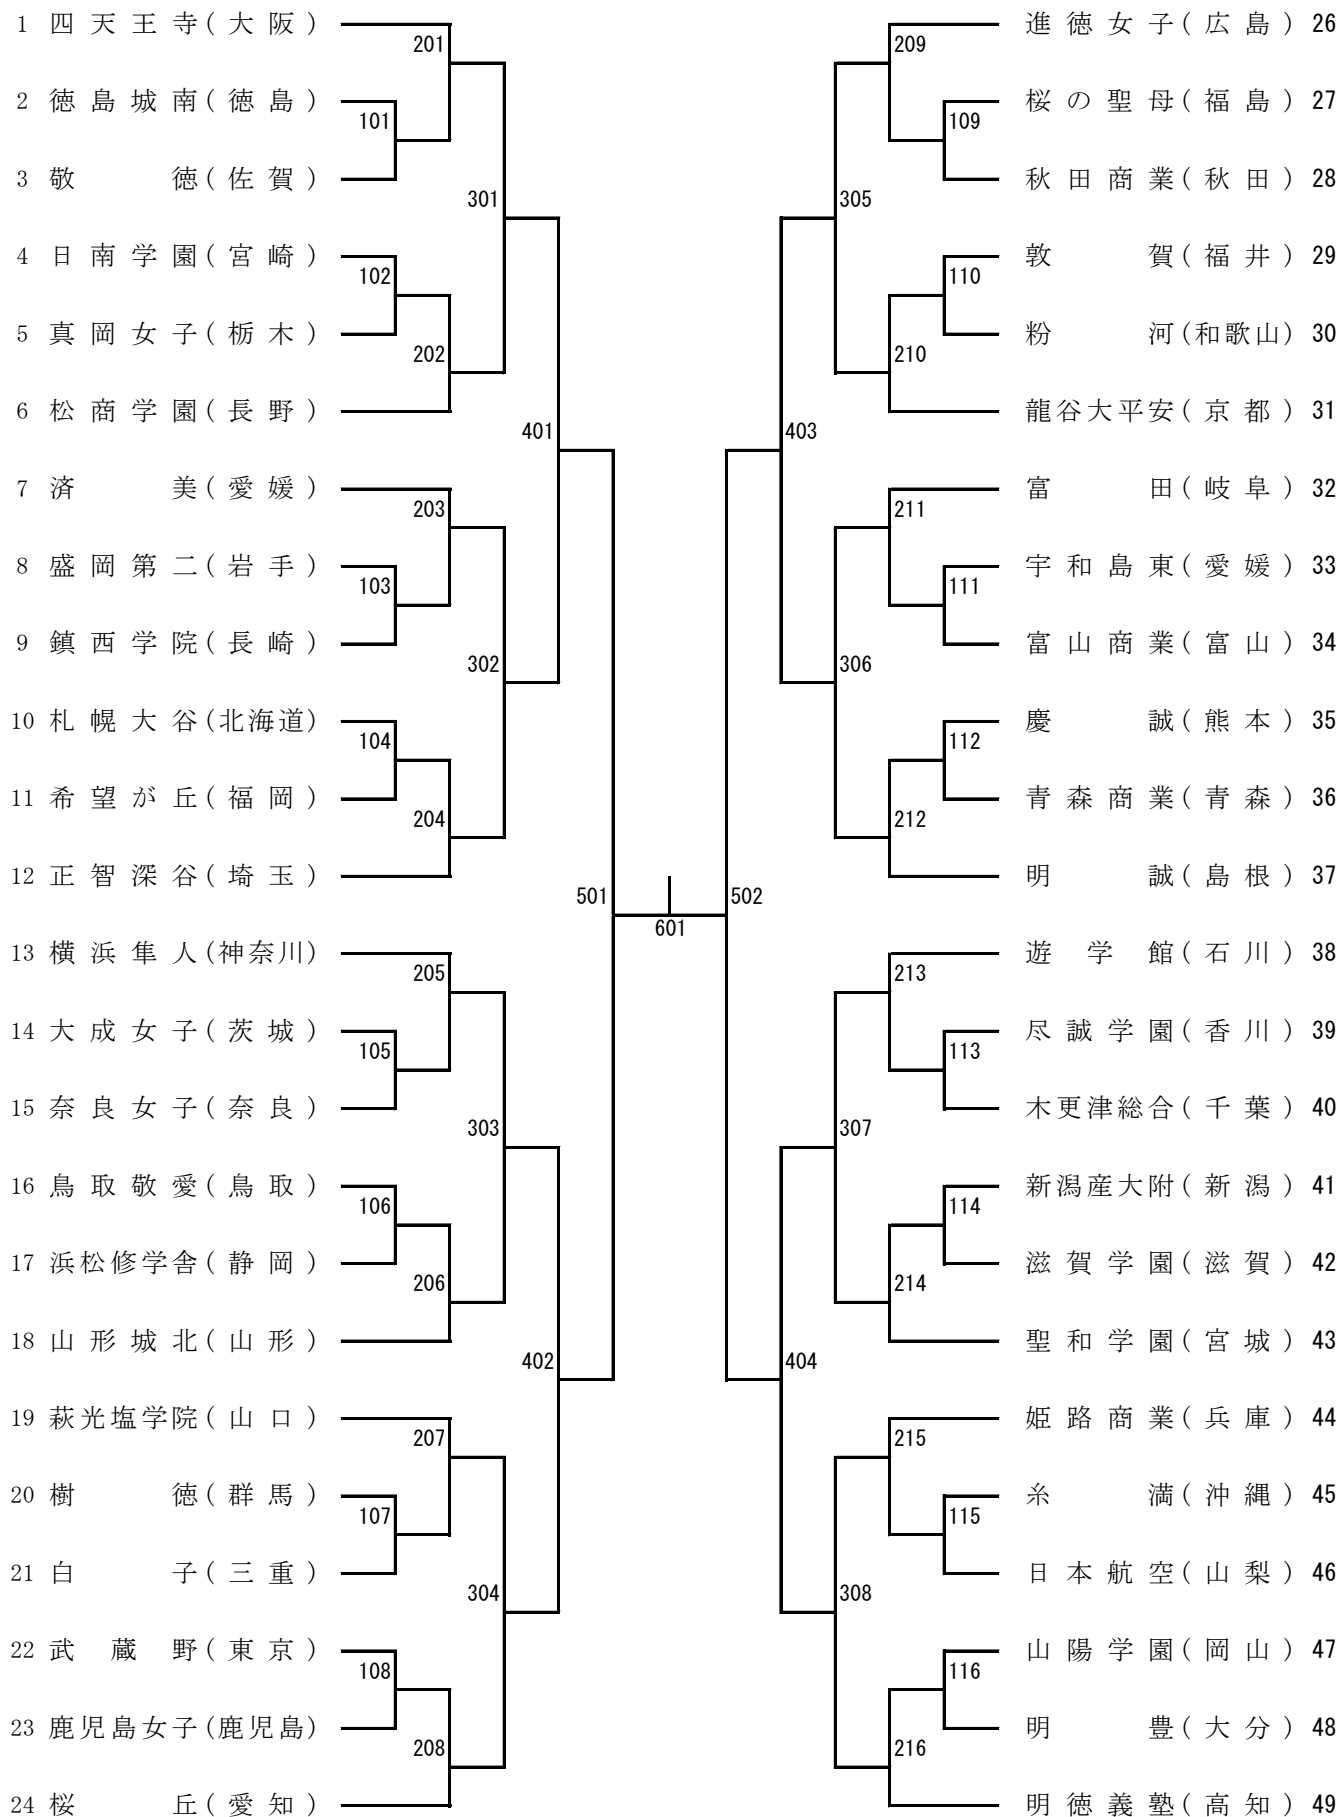 1 四天王寺(大阪)
201
2 徳島城南(徳島)
101
3 敬徳(佐賀)
301
4 日南学園(宮崎)
102
5 真岡女子(栃木)
202
6 松商学園(長野)
401
7 済美(愛媛)
203
8 盛岡第二(岩手)
103
9 鎮西学院(長崎)
302
10 札幌大谷(北海道)
104
11 希望が丘(福岡)
204
12 正智深谷(埼玉)
501
13 横浜隼人(神奈川)
205
14 大成女子(茨城)
105
15 奈良女子(奈良)
303
16 鳥取敬愛(鳥取)
106
17 浜松修学舎(静岡)
206
18 山形城北(山形)
402
19 萩光塩学院(山口)
207
20 樹徳(群馬)
107
21 白子(三重)
304
22 武蔵野(東京)
108
23 鹿児島女子(鹿児島)
208
24 桜丘(愛知)
601
進徳女子(広島) 26
209
桜の聖母(福島) 27
109
秋田商業(秋田) 28
305
敦賀(福井) 29
110
粉河(和歌山) 30
210
龍谷大平安(京都) 31
403
富田(岐阜) 32
211
宇和島東(愛媛) 33
111
富山商業(富山) 34
306
慶誠(熊本) 35
112
青森商業(青森) 36
212
明誠(島根) 37
502
遊学館(石川) 38
213
尽誠学園(香川) 39
113
木更津総合(千葉) 40
307
新潟産大附(新潟) 41
114
滋賀学園(滋賀) 42
214
聖和学園(宮城) 43
404
姫路商業(兵庫) 44
215
糸満(沖縄) 45
115
日本航空(山梨) 46
308
山陽学園(岡山) 47
116
明豊(大分) 48
216
明徳義塾(高知) 49